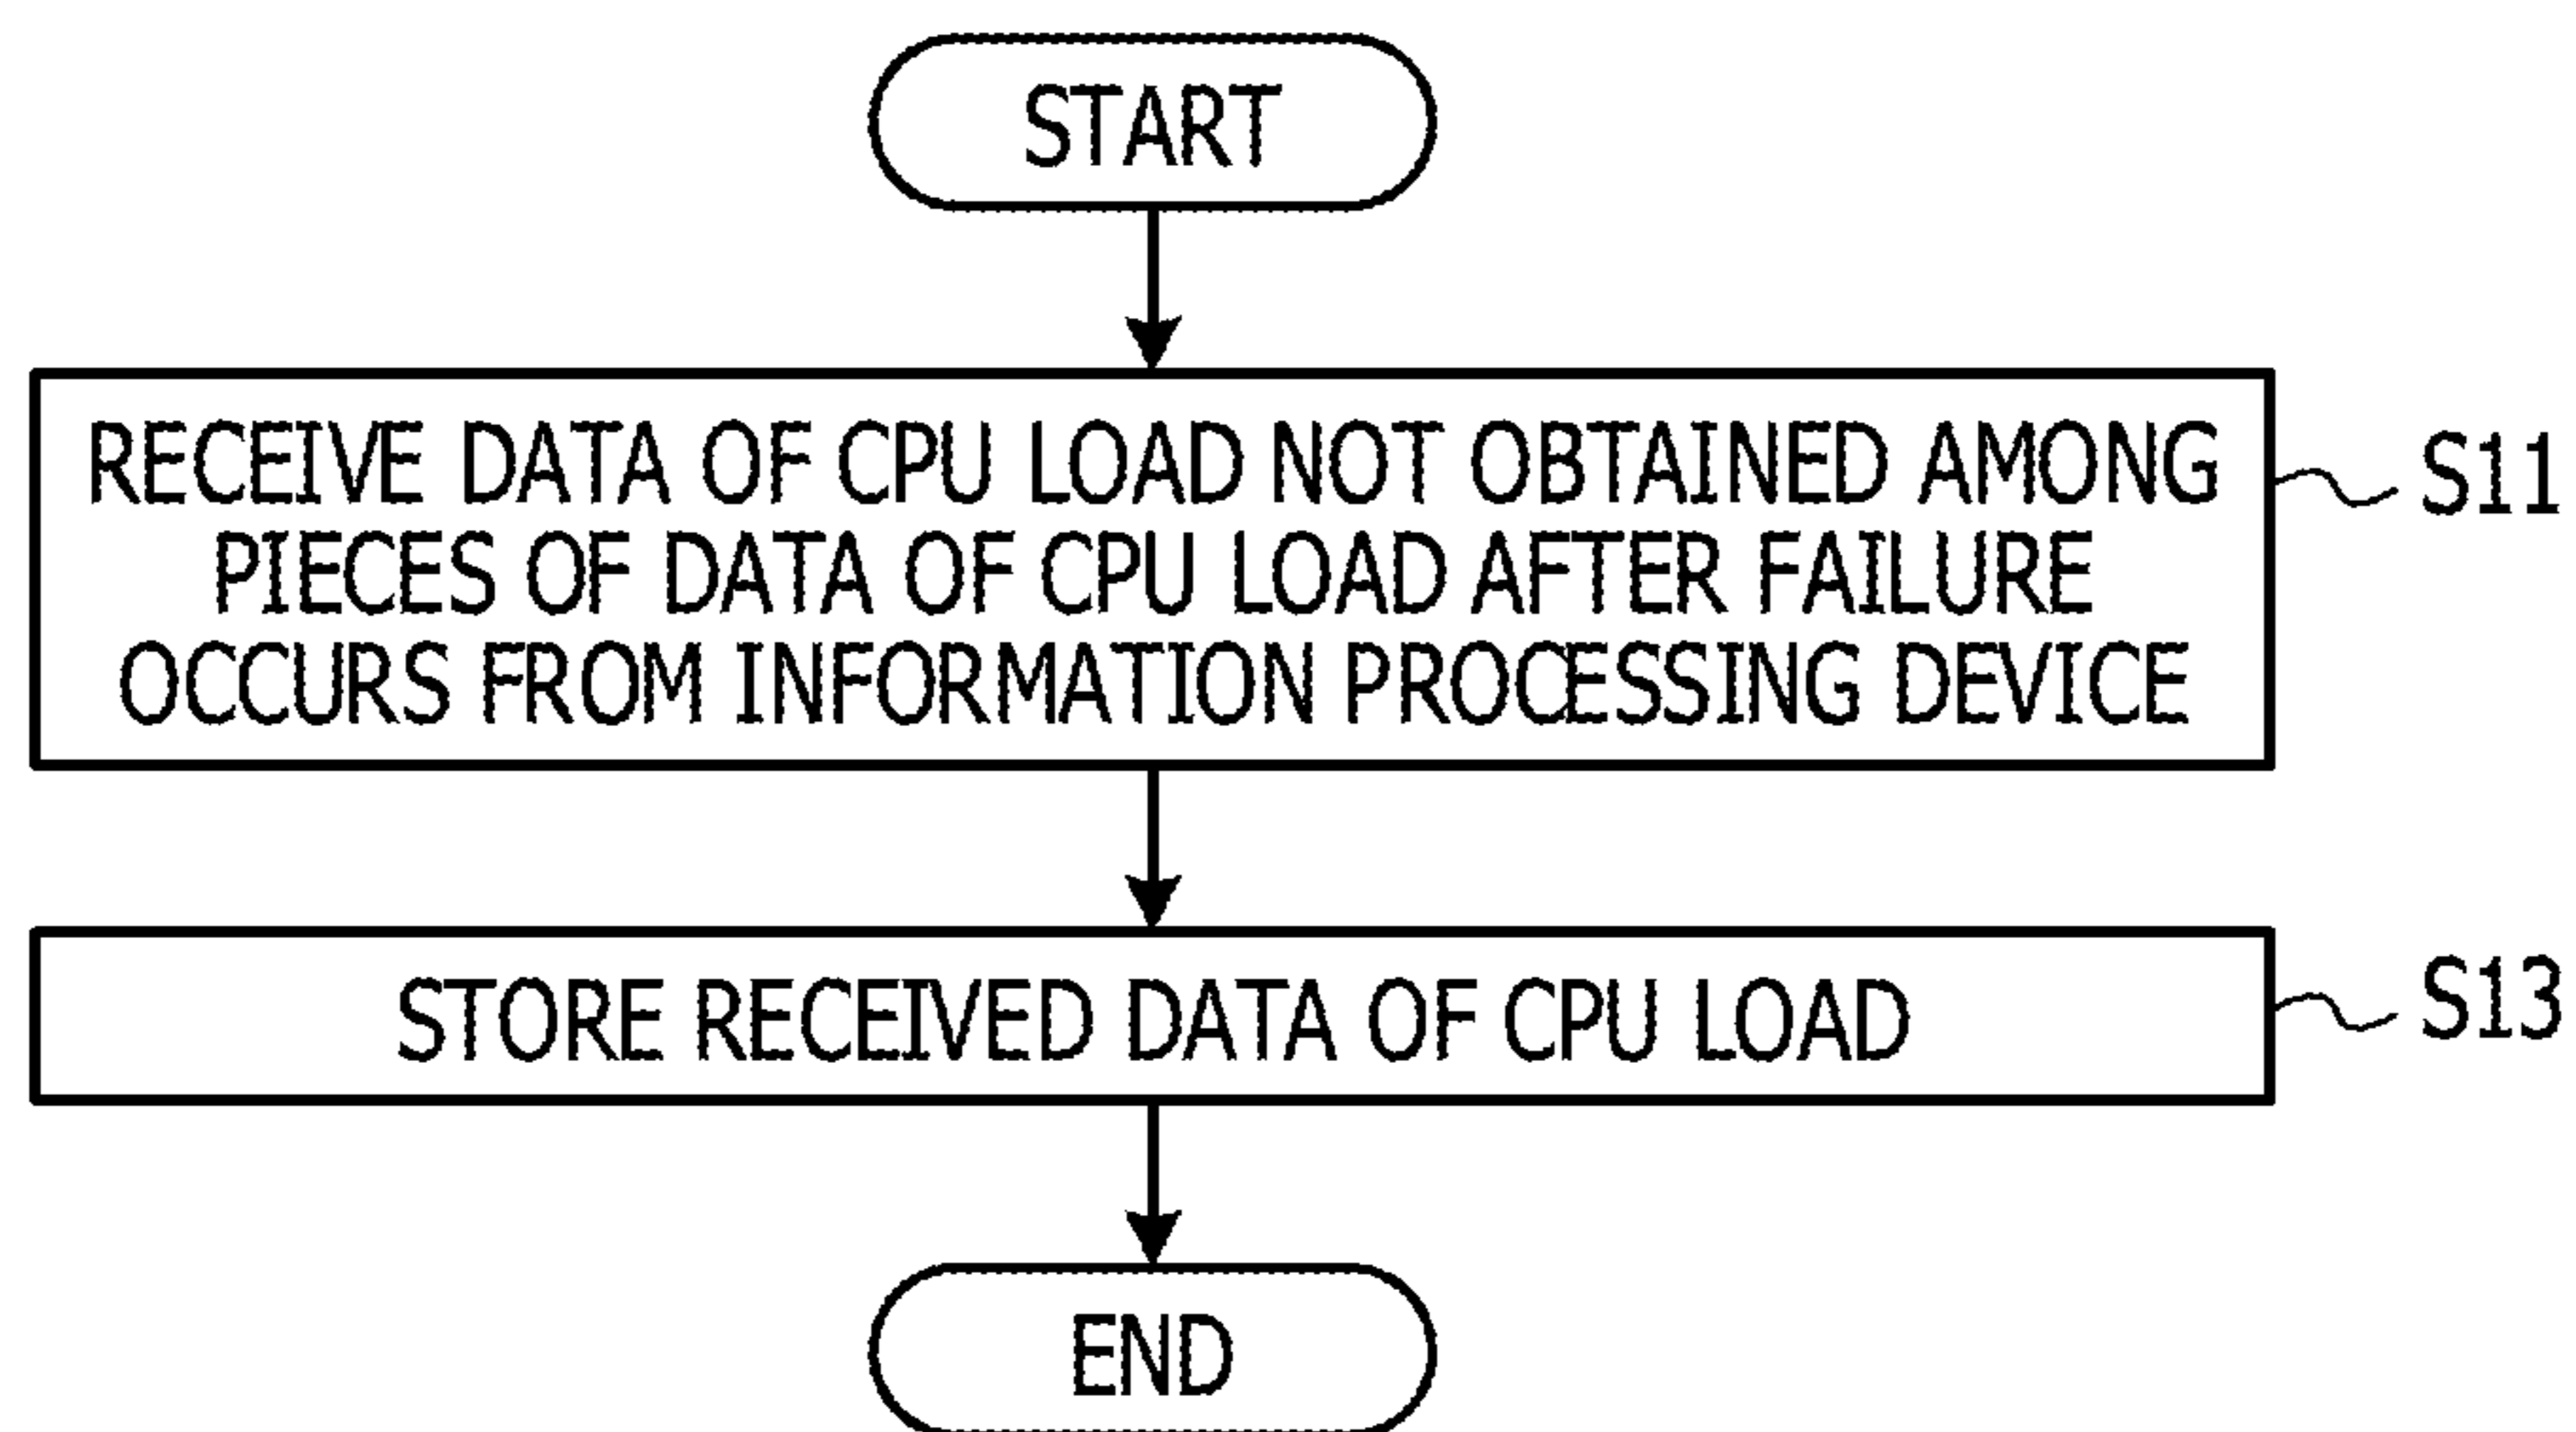 START
RECEIVE DATA OF CPU LOAD NOT OBTAINED AMONG
PIECES OF DATA OF CPU LOAD AFTER FAILURE
OCCURS FROM INFORMATION PROCESSING DEVICE
S11
STORE RECEIVED DATA OF CPU LOAD
S13
END